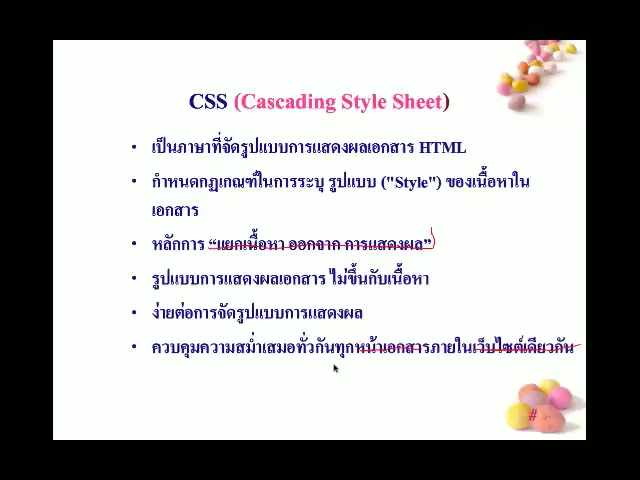 CSS (Cascading Style Sheet)
• เป็นภาษาที่จัดรูปแบบการแสดงผลเอกสาร HTML
• กำหนดกฏเกณฑ์ในการระบุ รูปแบบ ("Style") ของเนื้อหาใน
เอกสาร
• หลักการ “แยกเนื้อหา ออกจาก การแสดงผล”
• รูปแบบการแสดงผลเอกสาร ไม่ขึ้นกับเนื้อหา
• ง่ายต่อการจัดรูปแบบการแสดงผล
• ควบคุมความสม่ำเสมอทั่วกันทุกหน้าเอกสารภายในเว็บไซต์เดียวกัน
#